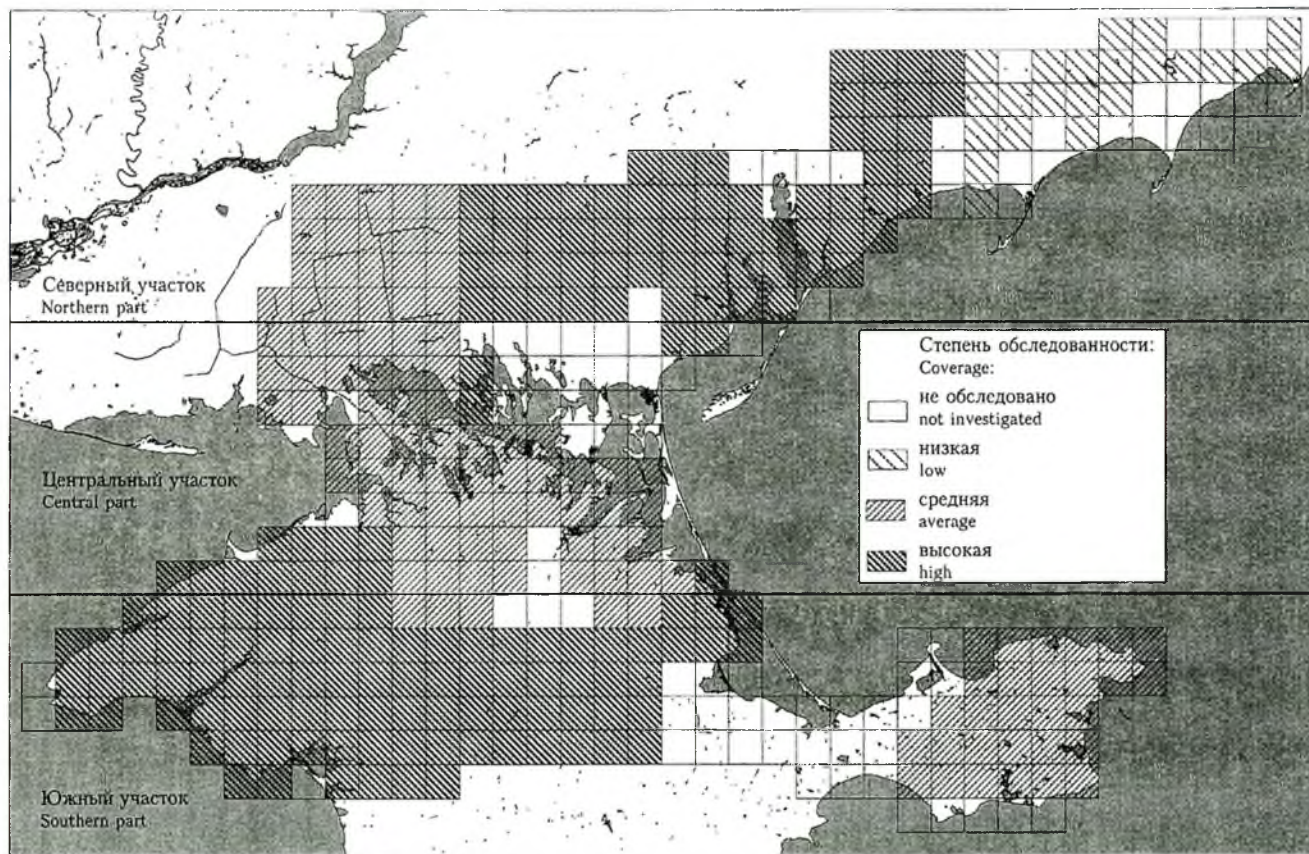 Северный участок
Northern part
Степень обследованности:
Coverage:
не обследовано
not investigated
низкая
low
средняя
average
высокая
high
Центральный участок
Central part
Южный участок
Southern part